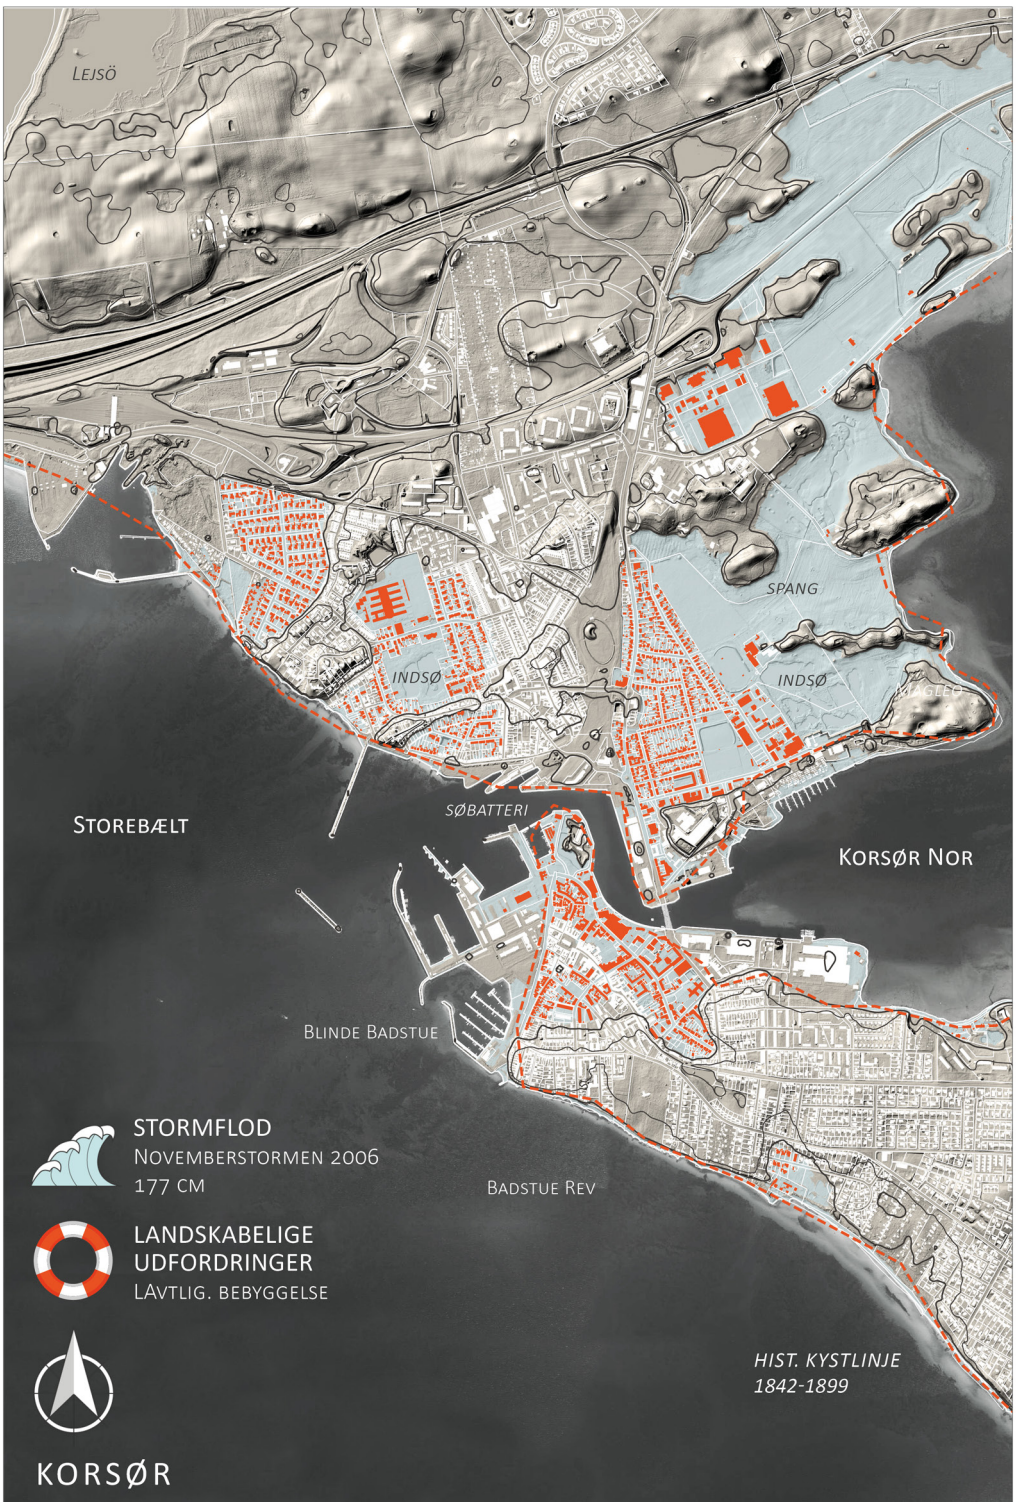 LEJSÖ
SPANG
INDSØ
INDSØ
MAGLEÖ
SØBATTERI
STOREBÆLT
KORSØR NOR
BLINDE BADSTUE
STORMFLOD
NOVEMBERSTORMEN 2006
177 CM
BADSTUE REV
LANDSKABELIGE
UDFORDRINGER
LAVTLIG. BEBYGGELSE
HIST. KYSTLINJE
1842-1899
KORSØR